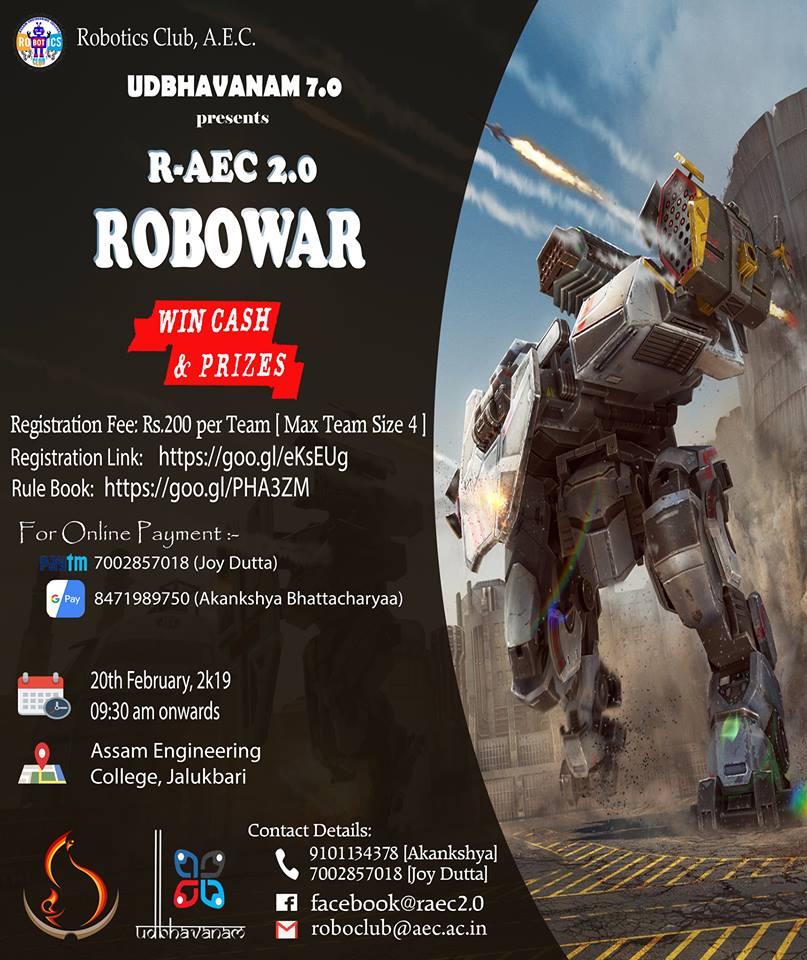 ROBOTICS
CLUB
Robotics Club, A.E.C.
UDBHAVANAM 7.0
presents
R-AEC 2.0
ROBOWAR
WIN CASH
& PRIZES
Registration Fee: Rs.200 per Team [ Max Team Size 4 ]
Registration Link: https://goo.gl/eKsEUg
Rule Book: https://goo.gl/PHA3ZM
For Online Payment :-
paytm 7002857018 (Joy Dutta)
G Pay 8471989750 (Akankshya Bhattacharyaa)
20th February, 2k19
09:30 am onwards
Assam Engineering
College, Jalukbari
Contact Details:
9101134378 [Akankshya]
7002857018 [Joy Dutta]
facebook@raec2.0
roboclub@aec.ac.in
udbhavanam